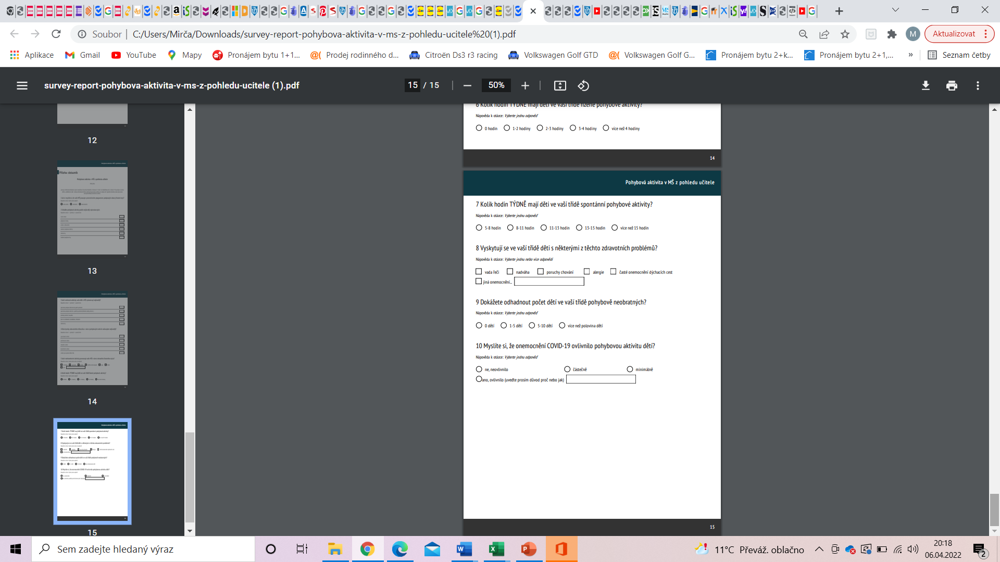 Soubor
C:/Users/Mirča/Downloads/survey-report-pohybova-aktivita-v-ms-z-pohledu-ucitele%20(1).pdf
M
Aktualizovat
Aplikace
Gmail
YouTube
Mapy
Pronájem bytu 1+1...
Prodej rodinného d...
Citroën Ds3 r3 racing
Volkswagen Golf GTD
Volkswagen Golf G...
Pronájem bytu 2+k...
Pronájem bytu 2+1,...
»
Seznam četby
survey-report-pohybova-aktivita-v-ms-z-pohledu-ucitele (1).pdf
15 / 15
50%
12
13
14
15
6 Kolik hodin TÝDNĚ mají děti ve vaší třídě řízené pohybové aktivity?
Nápověda k otázce: Vyberte jednu odpověď
0 hodin 1-2 hodiny 2-3 hodiny 3-4 hodiny více než 4 hodiny
14
Pohybová aktivita v MŠ z pohledu učitele
7 Kolik hodin TÝDNĚ mají děti ve vaší třídě spontánní pohybové aktivity?
Nápověda k otázce: Vyberte jednu odpověď
5-8 hodin 8-11 hodin 11-13 hodin 13-15 hodin více než 15 hodin
8 Vyskytují se ve vaší třídě děti s některými z těchto zdravotních problémů?
Nápověda k otázce: Vyberte jednu nebo více odpovědí
vada řeči nadváha poruchy chování alergie časté onemocnění dýchacích cest
jiná onemocnění..
9 Dokážete odhadnout počet dětí ve vaší třídě pohybově neobratných?
Nápověda k otázce: Vyberte jednu odpověď
0 dětí 1-5 dětí 5-10 dětí více než polovina dětí
10 Myslíte si, že onemocnění COVID-19 ovlivnilo pohybovou aktivitu dětí?
Nápověda k otázce: Vyberte jednu odpověď
ne, neovlivnilo částečně minimálně
ano, ovlivnilo (uveďte prosím důvod proč nebo jak)
15
Sem zadejte hledaný výraz
11°C Převáž. oblačno
20:18
06.04.2022
2